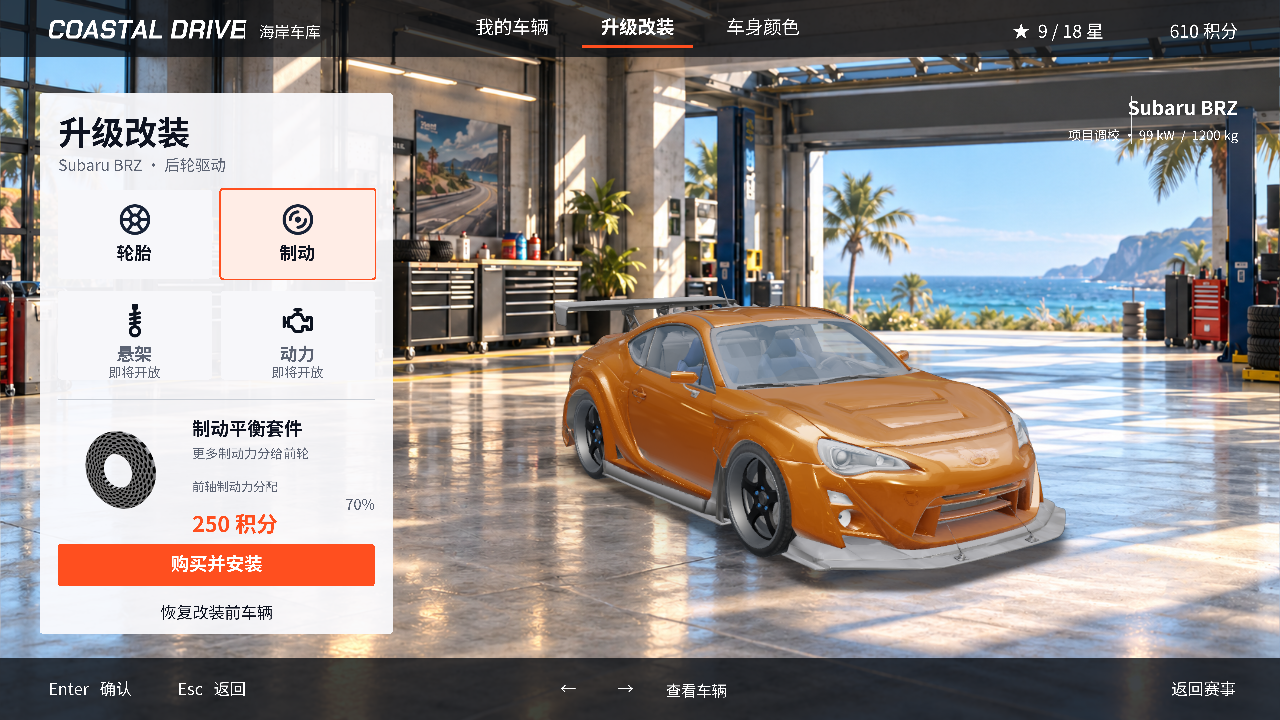 COASTAL DRIVE 海岸车库
我的车辆 升级改装 车身颜色
★ 9 / 18 星 610 积分
Subaru BRZ
项目调校 · 99 kW / 1200 kg
升级改装
Subaru BRZ · 后轮驱动
轮胎
制动
悬架
即将开放
动力
即将开放
制动平衡套件
更多制动力分给前轮
前轴制动力分配
70%
250 积分
购买并安装
恢复改装前车辆
Enter 确认 Esc 返回
← → 查看车辆
返回赛事